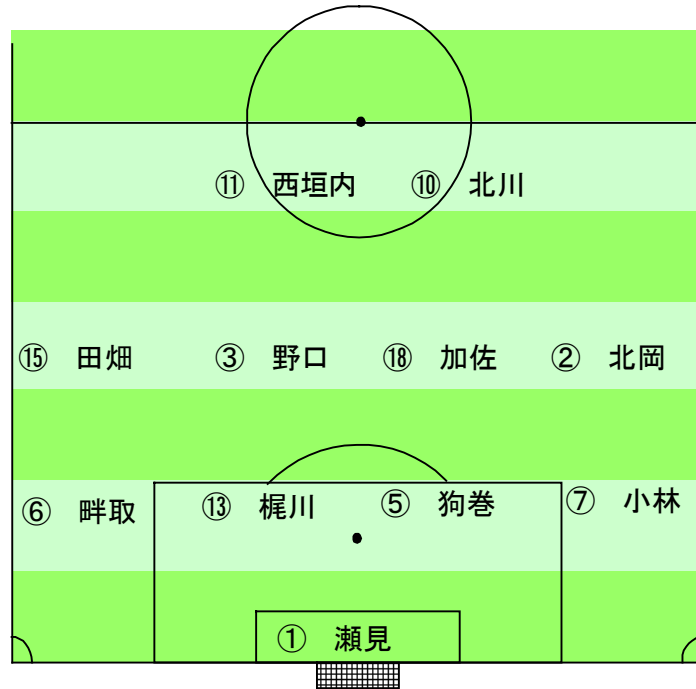 ⑪ 西垣内 ⑩ 北川
⑮ 田畑 ③ 野口 ⑱ 加佐 ② 北岡
⑥ 畔取 ⑬ 梶川 ⑤ 狗巻 ⑦ 小林
① 瀬見